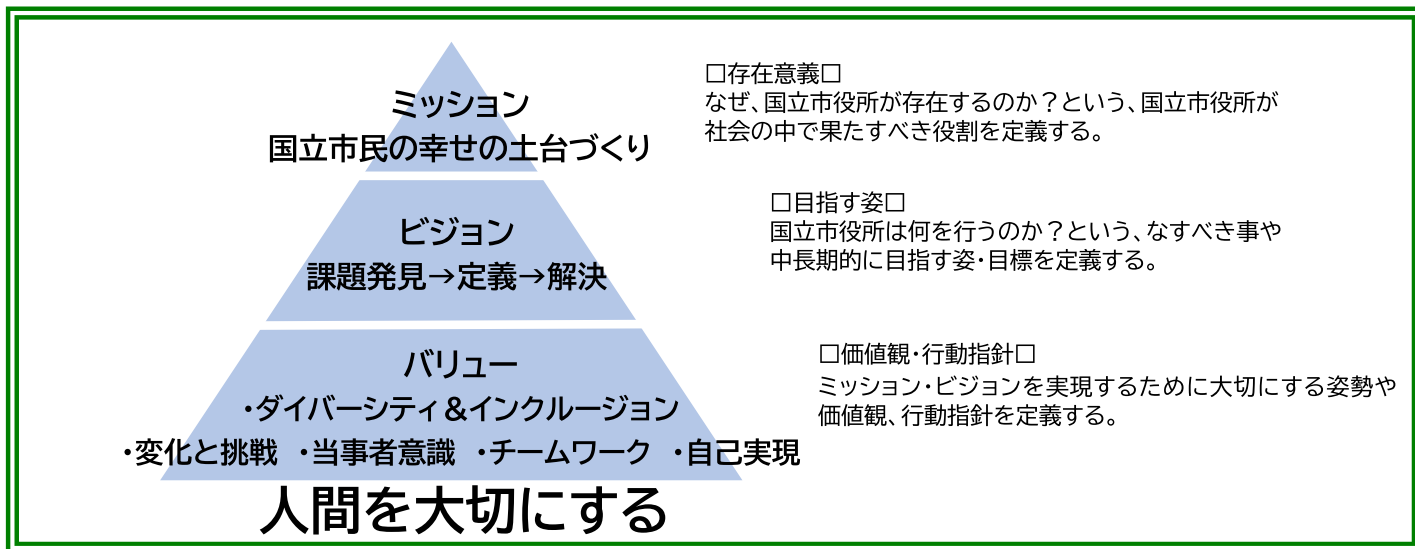 ミッション
国立市民の幸せの土台づくり
□存在意義□
なぜ、国立市役所が存在するのか？という、国立市役所が
社会の中で果たすべき役割を定義する。
ビジョン
課題発見→定義→解決
□目指す姿□
国立市役所は何を行うのか？という、なすべき事や
中長期的に目指す姿・目標を定義する。
バリュー
・ダイバーシティ＆インクルージョン
・変化と挑戦 ・当事者意識 ・チームワーク ・自己実現
□価値観・行動指針□
ミッション・ビジョンを実現するために大切にする姿勢や
価値観、行動指針を定義する。
人間を大切にする